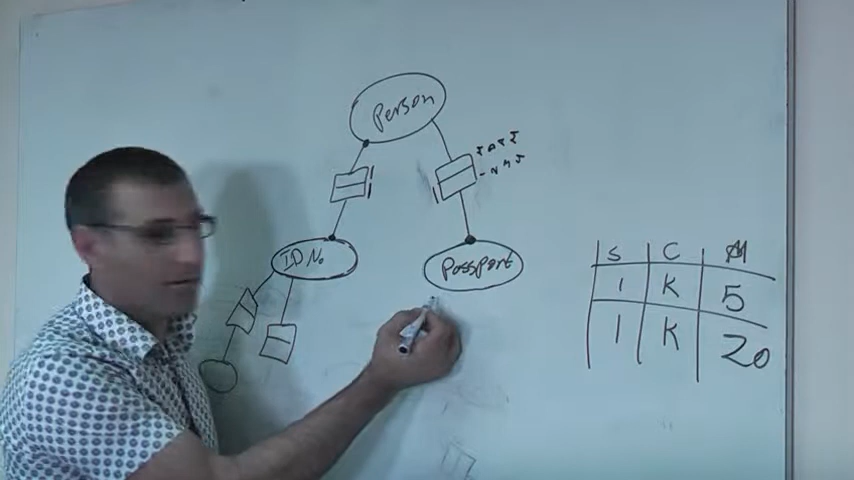 Person
ID No
Passport
S C M
1 K 5
1 K 20